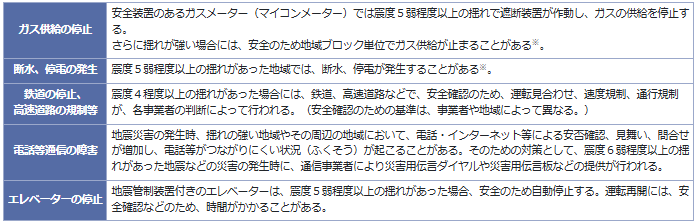 ガス供給の停止
安全装置のあるガスメーター(マイコンメーター)では震度５弱程度以上の揺れで遮断装置が作動し、ガスの供給を停止する。
さらに揺れが強い場合には、安全のため地域ブロック単位でガス供給が止まることがある※。
断水、停電の発生
震度５弱程度以上の揺れがあった地域では、断水、停電が発生することがある※。
鉄道の停止、
高速道路の規制等
震度４程度以上の揺れがあった場合には、鉄道、高速道路などで、安全確認のため、運転見合わせ、速度規制、通行規制
が、各事業者の判断によって行われる。(安全確認のための基準は、事業者や地域によって異なる。)
電話等通信の障害
地震災害の発生時、揺れの強い地域やその周辺の地域において、電話・インターネット等による安否確認、見舞い、問合せ
が増加し、電話等がつながりにくい状況(ふくそう)が起こることがある。そのための対策として、震度６弱程度以上の揺
れがあった地震などの災害の発生時に、通信事業者により災害用伝言ダイヤルや災害用伝言板などの提供が行われる。
エレベーターの停止
地震管制装置付きのエレベーターは、震度５弱程度以上の揺れがあった場合、安全のため自動停止する。運転再開には、安
全確認などのため、時間がかかることがある。